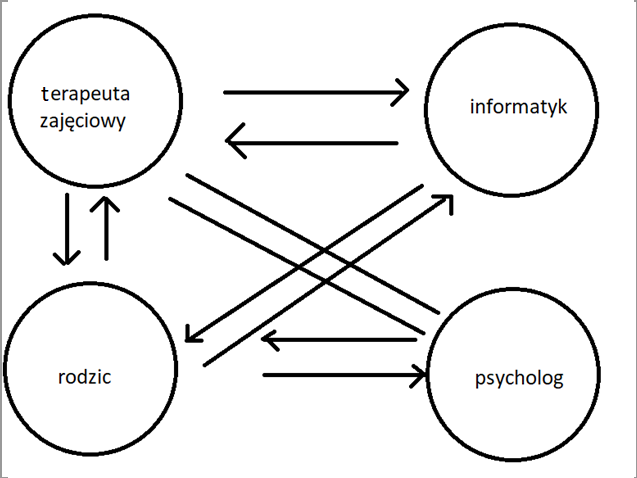 terapeuta
zajęciowy
informatyk
rodzic
psycholog